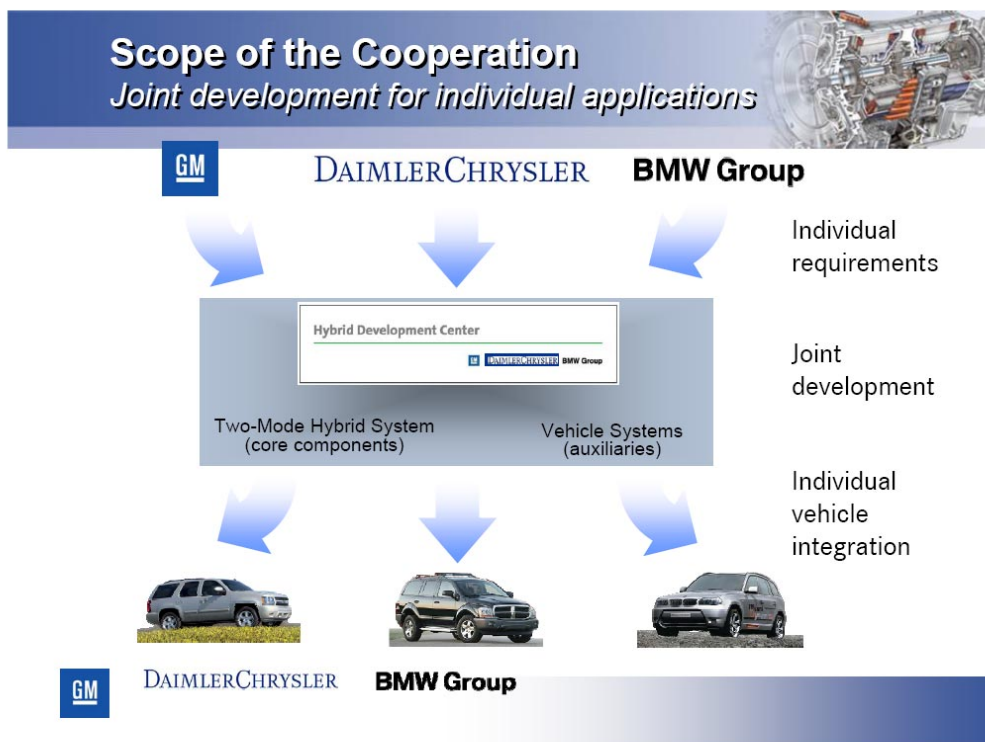 Scope of the Cooperation
Joint development for individual applications
GM
DAIMLERCHRYSLER
BMW Group
Individual
requirements
Hybrid Development Center
GM DAIMLERCHRYSLER BMW Group
Joint
development
Two-Mode Hybrid System
(core components)
Vehicle Systems
(auxiliaries)
Individual
vehicle
integration
GM
DAIMLERCHRYSLER
BMW Group